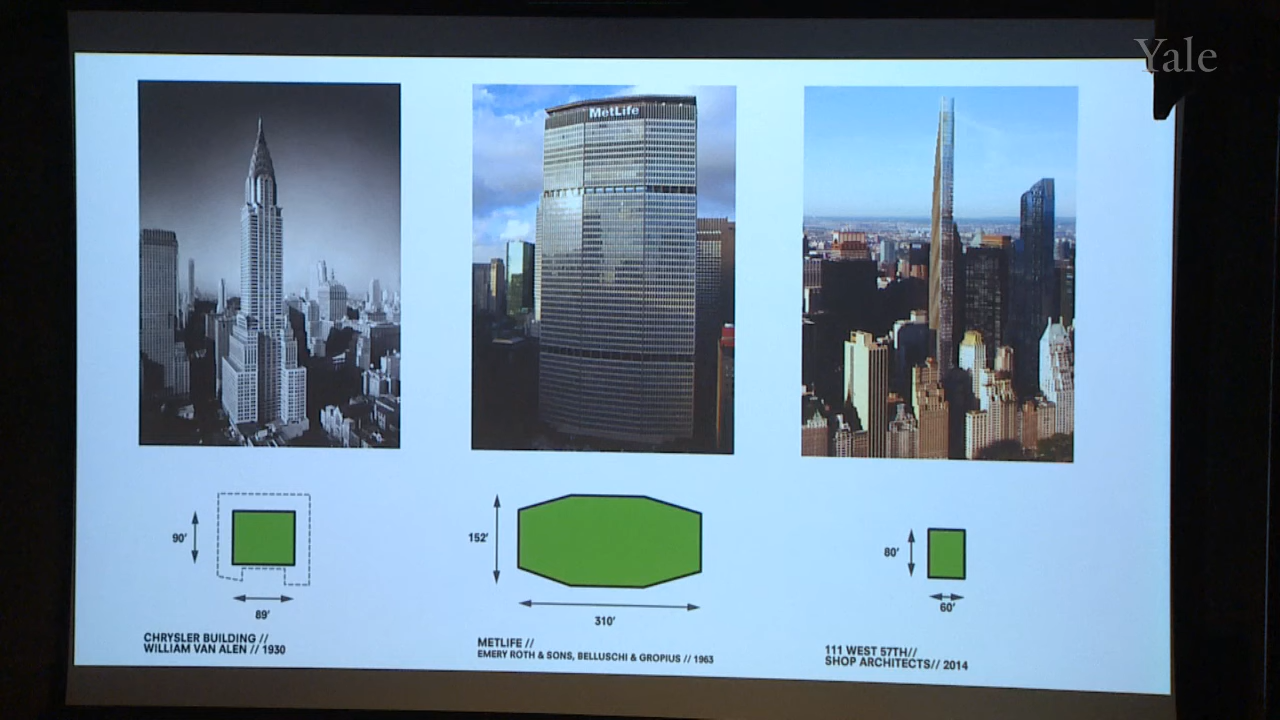 Yale
MetLife
90'
89'
152'
310'
80'
60'
CHRYSLER BUILDING //
WILLIAM VAN ALEN // 1930
METLIFE //
EMERY ROTH & SONS, BELLUSCHI & GROPIUS // 1963
111 WEST 57TH//
SHOP ARCHITECTS// 2014